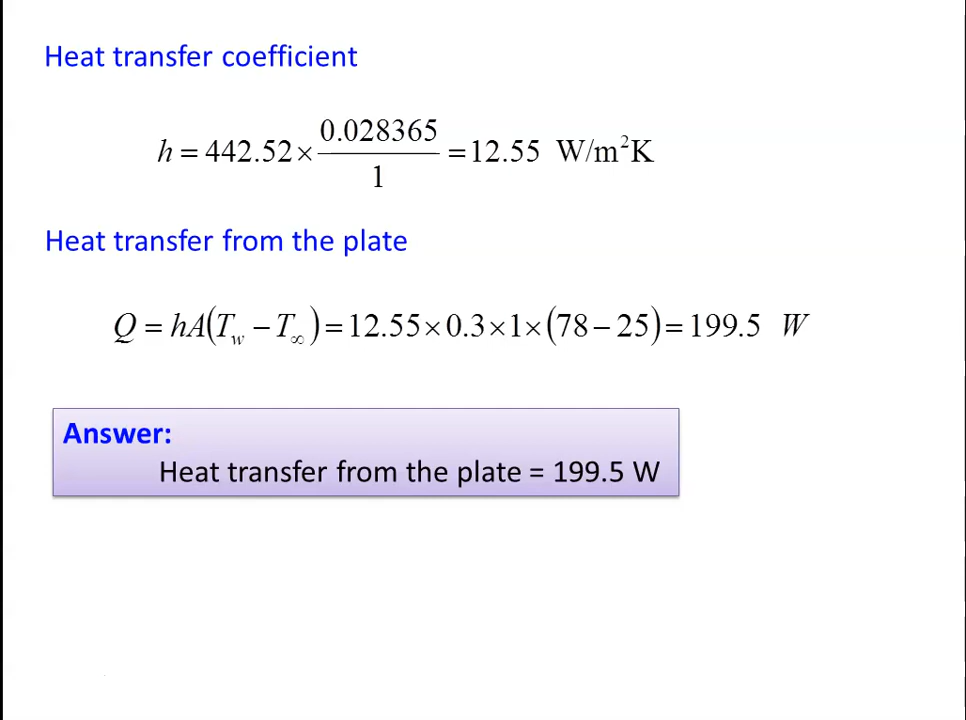 Heat transfer coefficient
h = 442.52 × 0.028365 / 1 = 12.55 W/m²K
Heat transfer from the plate
Q = hA(T_w − T_∞) = 12.55 × 0.3 × 1 × (78 − 25) = 199.5 W
Answer:
Heat transfer from the plate = 199.5 W